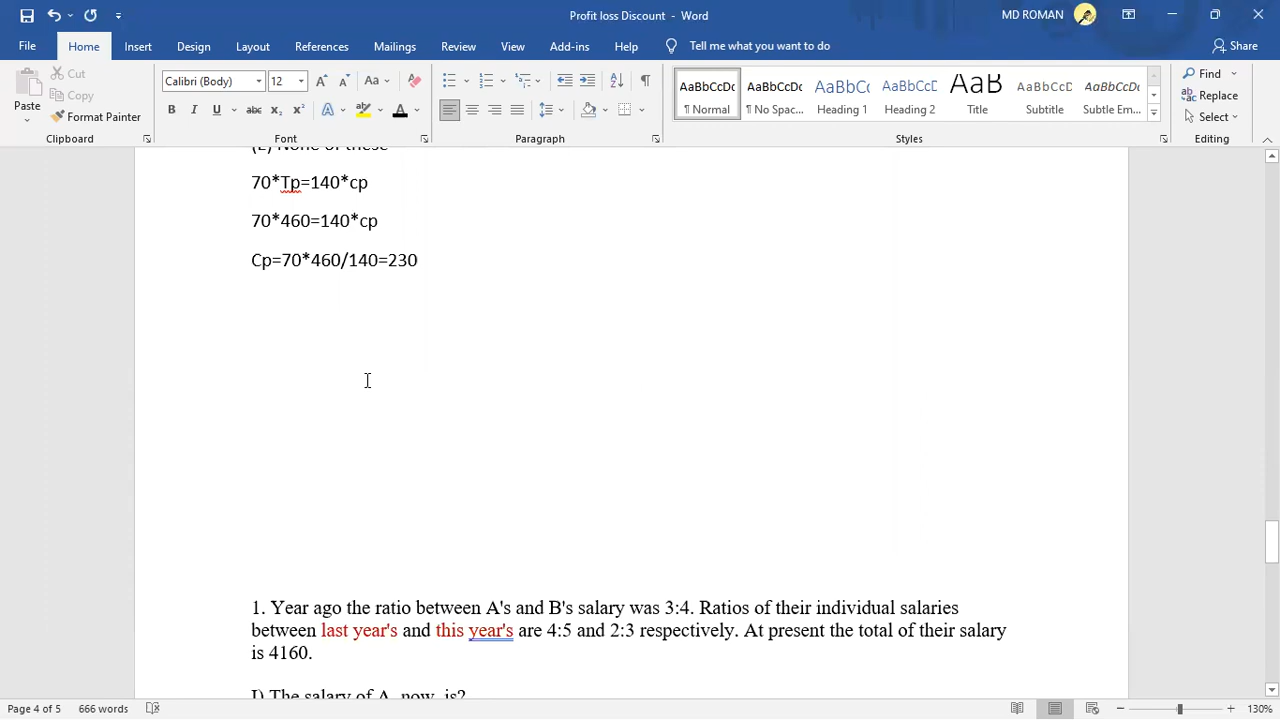 Profit loss Discount - Word
MD ROMAN
File Home Insert Design Layout References Mailings Review View Add-ins Help Tell me what you want to do Share
Paste
Cut
Copy
Format Painter
Clipboard
Calibri (Body) 12
Aa
B I U abc x₂ x² A A
Font
Paragraph
AaBbCcDc AaBbCcDc AaBbCc AaBbCcD AaB AaBbCcD AaBbCcDc
¶ Normal ¶ No Spac... Heading 1 Heading 2 Title Subtitle Subtle Em...
Styles
Find
Replace
Select
Editing
(E) None of these
70*Tp=140*cp
70*460=140*cp
Cp=70*460/140=230
1. Year ago the ratio between A's and B's salary was 3:4. Ratios of their individual salaries
between last year's and this year's are 4:5 and 2:3 respectively. At present the total of their salary
is 4160.
I) The salary of A, now, is?
Page 4 of 5 666 words 130%